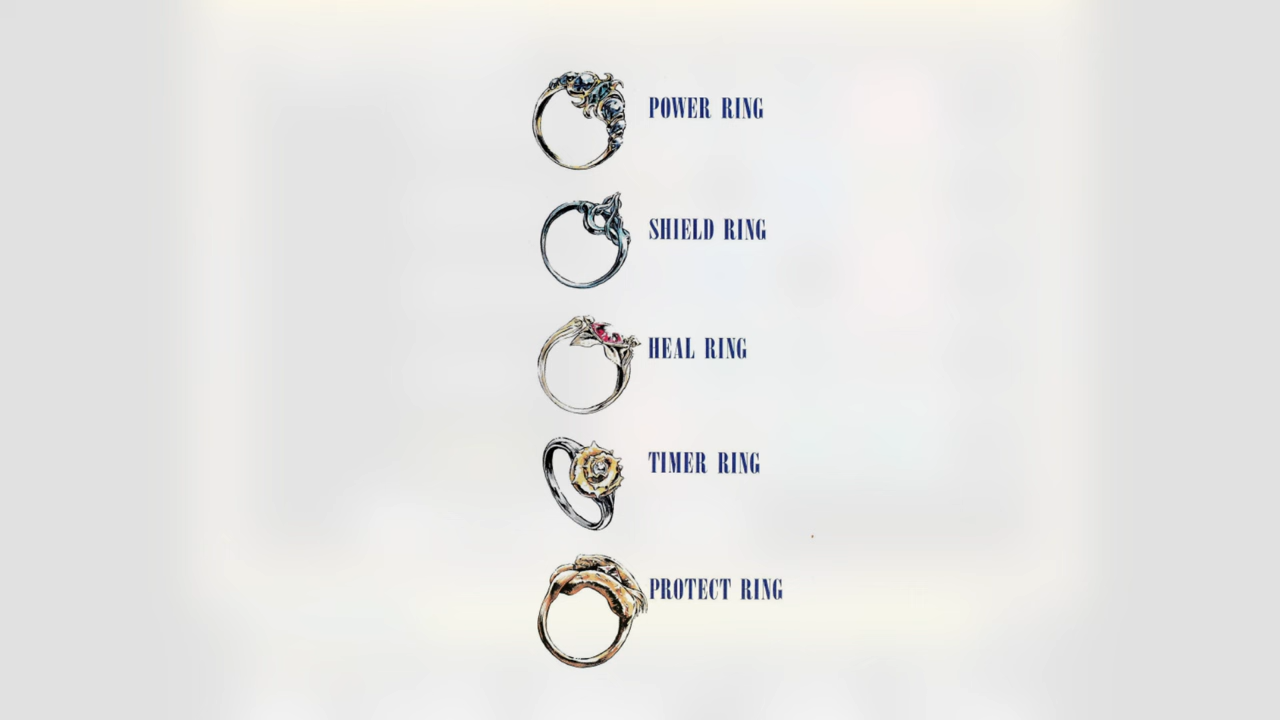 POWER RING
SHIELD RING
HEAL RING
TIMER RING
PROTECT RING